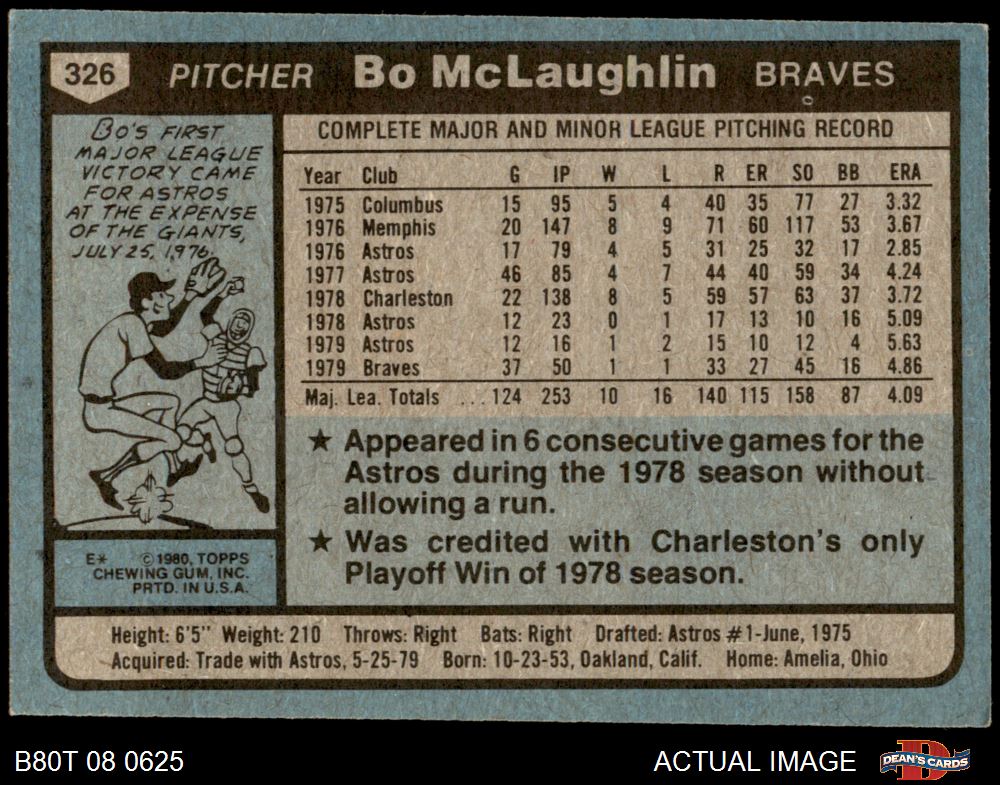 326 PITCHER Bo McLaughlin BRAVES
BO'S FIRST
MAJOR LEAGUE
VICTORY CAME
FOR ASTROS
AT THE EXPENSE
OF THE GIANTS,
JULY 25, 1976.
COMPLETE MAJOR AND MINOR LEAGUE PITCHING RECORD
Year Club G IP W L R ER SO BB ERA
1975 Columbus 15 95 5 4 40 35 77 27 3.32
1976 Memphis 20 147 8 9 71 60 117 53 3.67
1976 Astros 17 79 4 5 31 25 32 17 2.85
1977 Astros 46 85 4 7 44 40 59 34 4.24
1978 Charleston 22 138 8 5 59 57 63 37 3.72
1978 Astros 12 23 0 1 17 13 10 16 5.09
1979 Astros 12 16 1 2 15 10 12 4 5.63
1979 Braves 37 50 1 1 33 27 45 16 4.86
Maj. Lea. Totals ... 124 253 10 16 140 115 158 87 4.09
★ Appeared in 6 consecutive games for the
Astros during the 1978 season without
allowing a run.
★ Was credited with Charleston's only
Playoff Win of 1978 season.
E* ©1980, TOPPS
CHEWING GUM, INC.
PRTD. IN U.S.A.
Height: 6'5" Weight: 210 Throws: Right Bats: Right Drafted: Astros #1-June, 1975
Acquired: Trade with Astros, 5-25-79 Born: 10-23-53, Oakland, Calif. Home: Amelia, Ohio
B80T 08 0625 ACTUAL IMAGE D DEAN'S CARDS